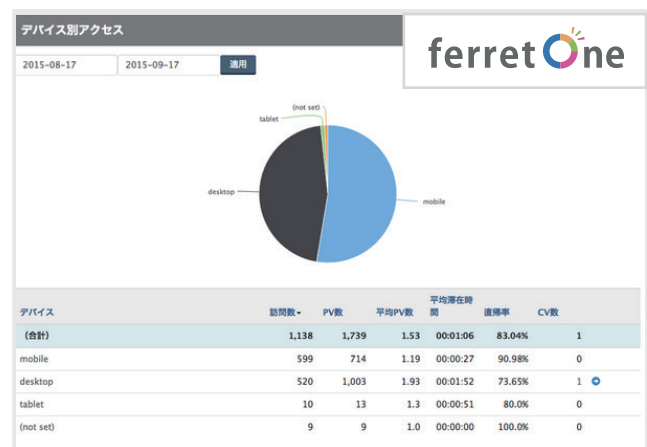 デバイス別アクセス
ferret One
2015-08-17 2015-09-17 適用
(not set)
tablet
desktop
mobile
デバイス 訪問数 PV数 平均PV数 平均滞在時間 直帰率 CV数
(合計) 1,138 1,739 1.53 00:01:06 83.04% 1
mobile 599 714 1.19 00:00:27 90.98% 0
desktop 520 1,003 1.93 00:01:52 73.65% 1
tablet 10 13 1.3 00:00:51 80.0% 0
(not set) 9 9 1.0 00:00:00 100.0% 0